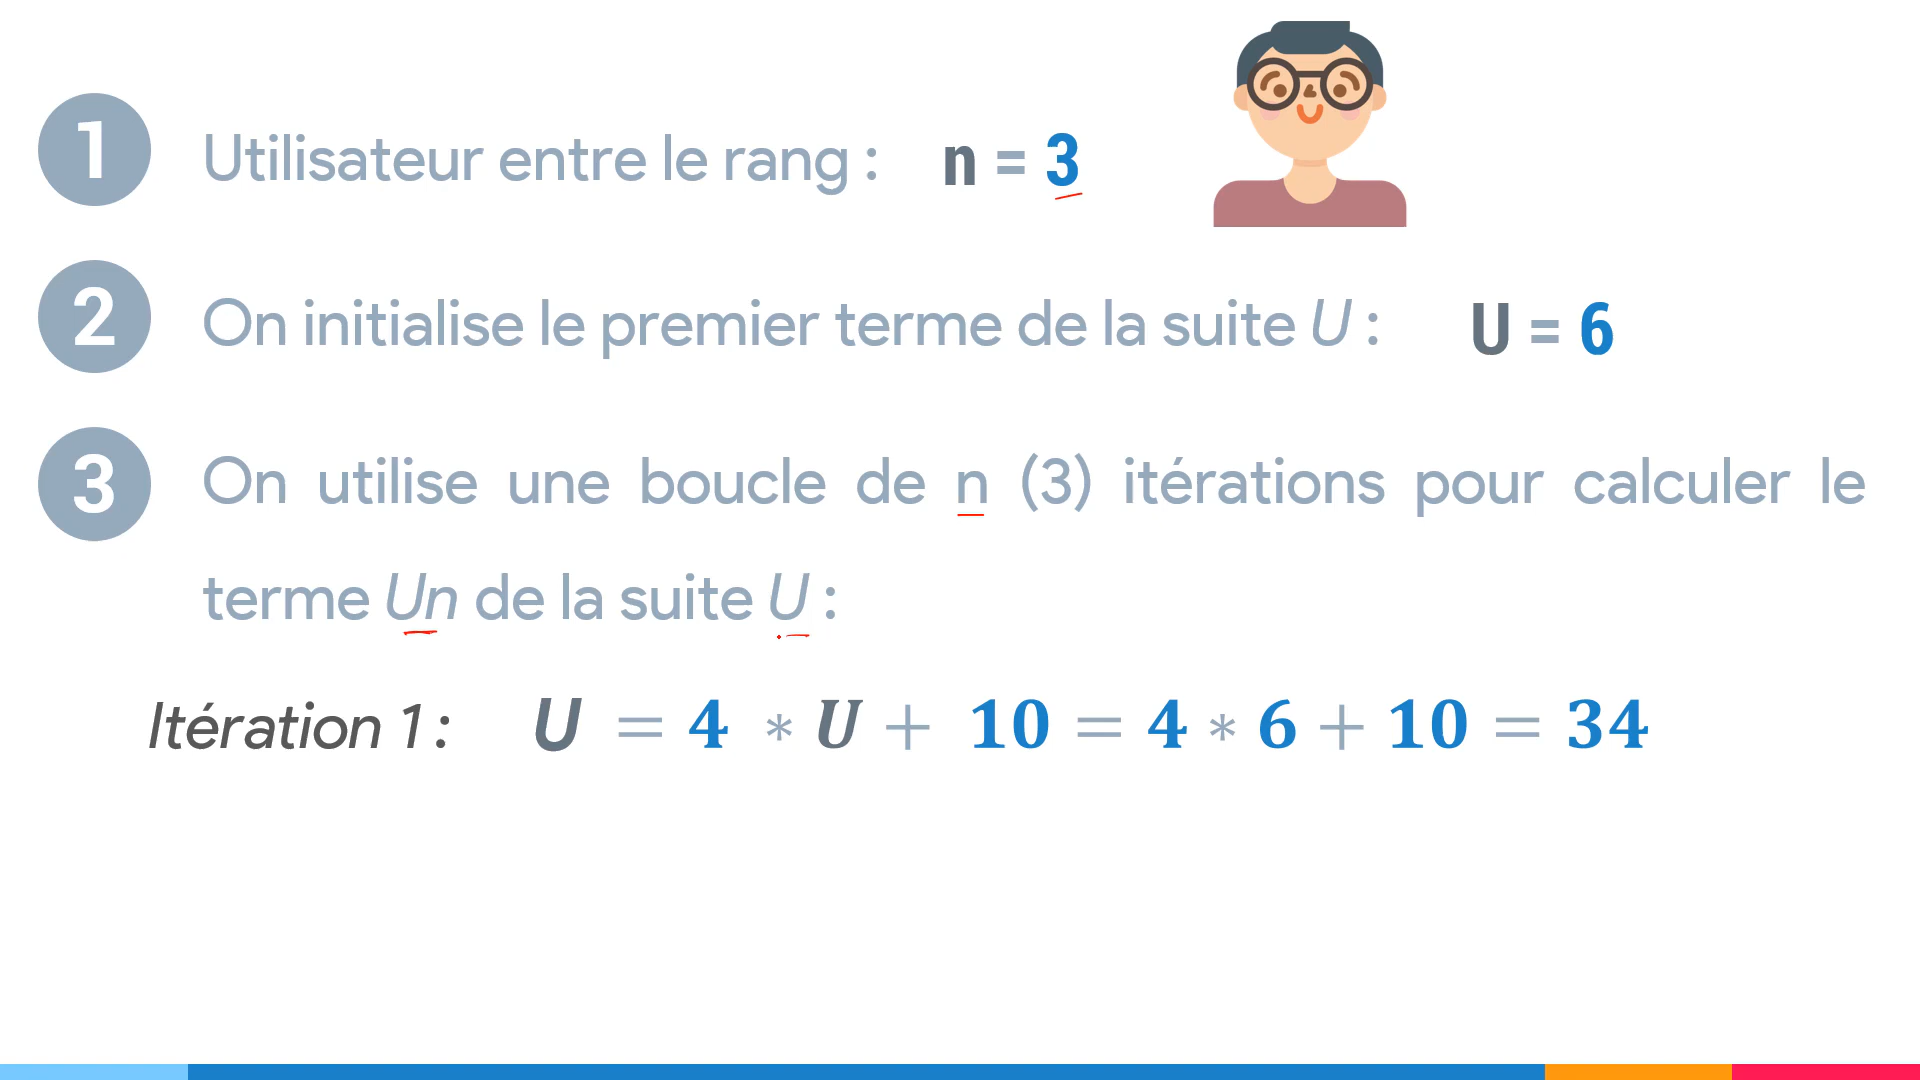 1 Utilisateur entre le rang : n = 3
2 On initialise le premier terme de la suite U : U = 6
3 On utilise une boucle de n (3) itérations pour calculer le
terme Un de la suite U :
Itération 1 : U = 4 * U + 10 = 4 * 6 + 10 = 34